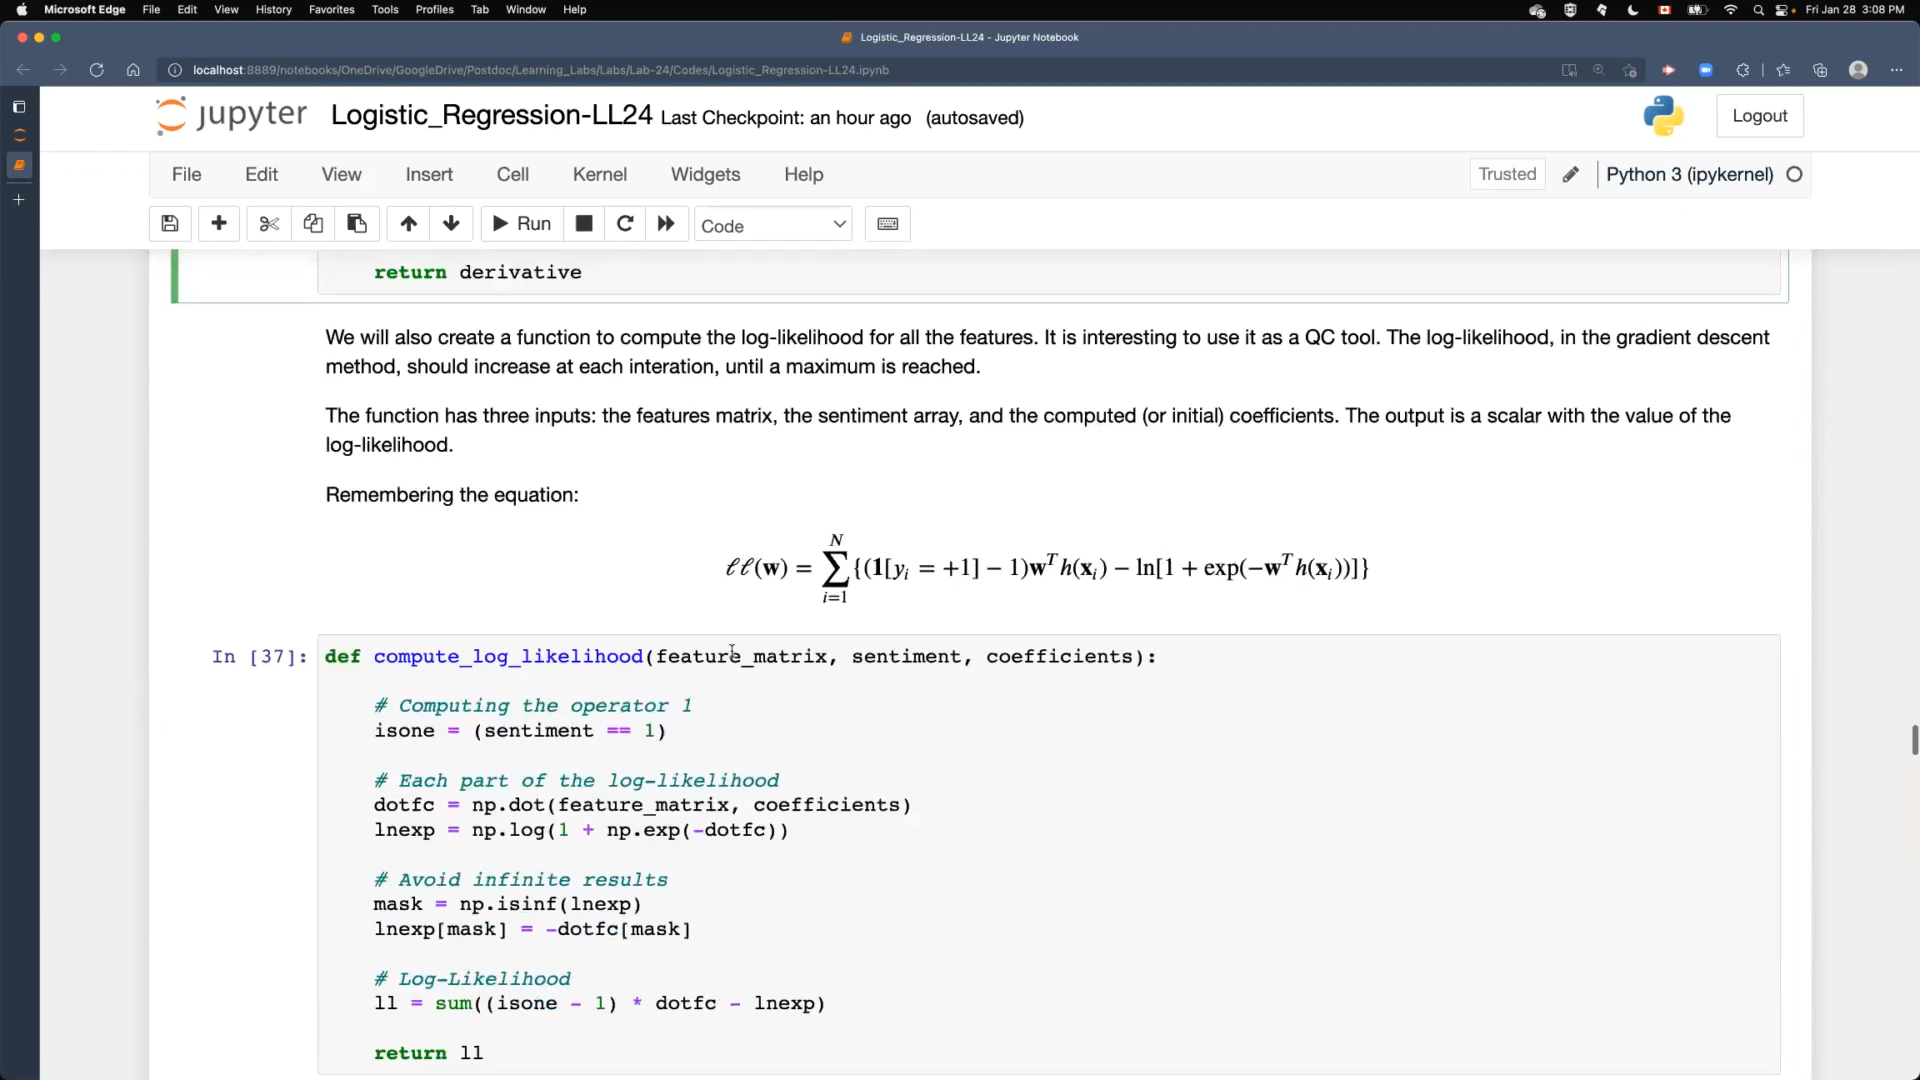 Microsoft Edge File Edit View History Favorites Tools Profiles Tab Window Help Fri Jan 28 3:08 PM
Logistic_Regression-LL24 - Jupyter Notebook
localhost:8889/notebooks/OneDrive/GoogleDrive/Postdoc/Learning_Labs/Labs/Lab-24/Codes/Logistic_Regression-LL24.ipynb
jupyter Logistic_Regression-LL24 Last Checkpoint: an hour ago (autosaved) Logout
File Edit View Insert Cell Kernel Widgets Help Trusted Python 3 (ipykernel)
Run Code
return derivative
We will also create a function to compute the log-likelihood for all the features. It is interesting to use it as a QC tool. The log-likelihood, in the gradient descent
method, should increase at each interation, until a maximum is reached.
The function has three inputs: the features matrix, the sentiment array, and the computed (or initial) coefficients. The output is a scalar with the value of the
log-likelihood.
Remembering the equation:
ℓℓ(w) = ∑_{i=1}^{N} {(1[y_i = +1] − 1)w^T h(x_i) − ln[1 + exp(−w^T h(x_i))]}
In [37]: def compute_log_likelihood(feature_matrix, sentiment, coefficients):
# Computing the operator 1
isone = (sentiment == 1)
# Each part of the log-likelihood
dotfc = np.dot(feature_matrix, coefficients)
lnexp = np.log(1 + np.exp(-dotfc))
# Avoid infinite results
mask = np.isinf(lnexp)
lnexp[mask] = -dotfc[mask]
# Log-Likelihood
ll = sum((isone - 1) * dotfc - lnexp)
return ll